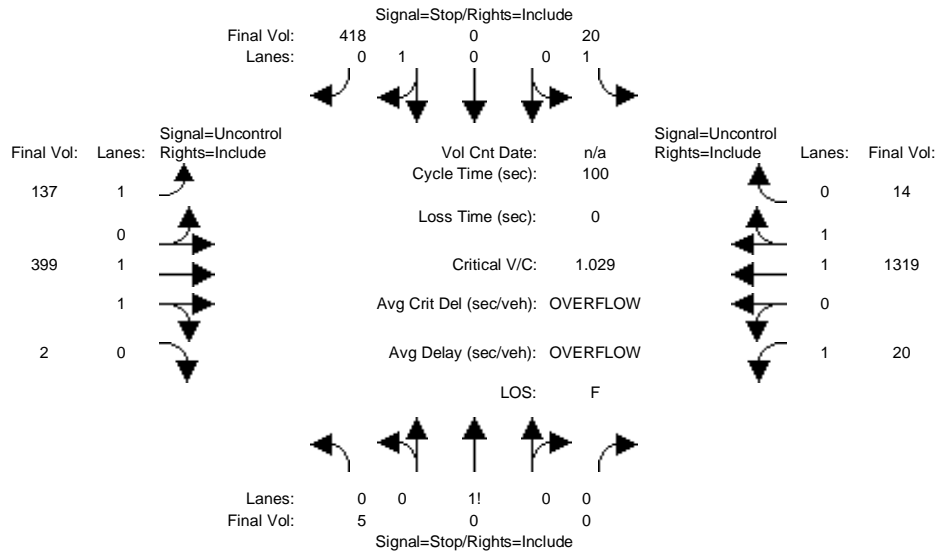 Signal=Stop/Rights=Include
Final Vol: 418 0 20
Lanes: 0 1 0 0 1
Signal=Uncontrol Signal=Uncontrol
Final Vol: Lanes: Rights=Include Vol Cnt Date: n/a Rights=Include Lanes: Final Vol:
Cycle Time (sec): 100
137 1 0 14
Loss Time (sec): 0
0 1
399 1 Critical V/C: 1.029 1 1319
1 Avg Crit Del (sec/veh): OVERFLOW 0
2 0 Avg Delay (sec/veh): OVERFLOW 1 20
LOS: F
Lanes: 0 0 1! 0 0
Final Vol: 5 0 0
Signal=Stop/Rights=Include